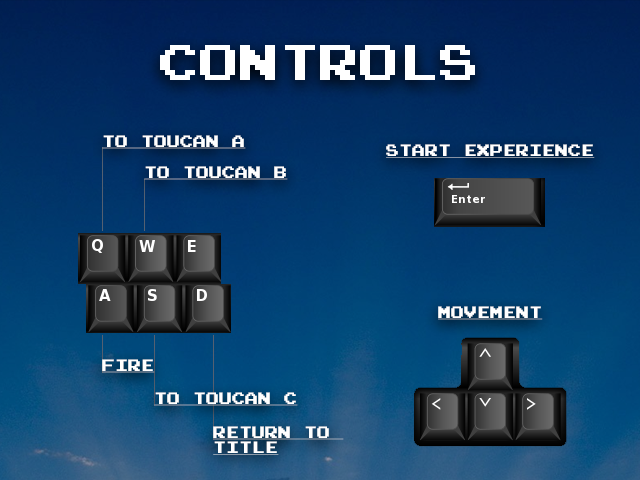 CONTROLS
TO TOUCAN A
TO TOUCAN B
START EXPERIENCE
Enter
Q W E
A S D
MOVEMENT
FIRE
TO TOUCAN C
RETURN TO
TITLE